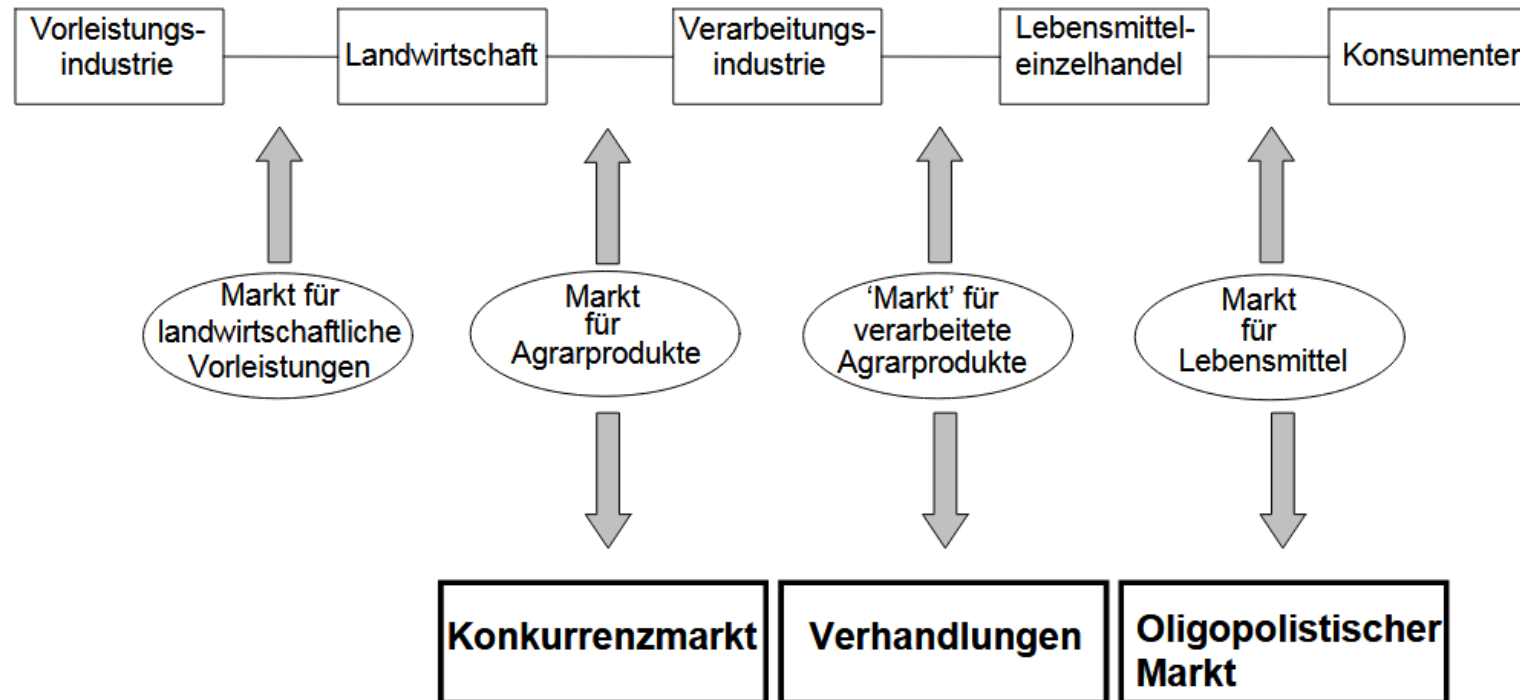 Vorleistungs-
industrie
Landwirtschaft
Verarbeitungs-
industrie
Lebensmittel-
einzelhandel
Konsumenten
Markt für
landwirtschaftliche
Vorleistungen
Markt
für
Agrarprodukte
‘Markt’ für
verarbeitete
Agrarprodukte
Markt
für
Lebensmittel
Konkurrenzmarkt
Verhandlungen
Oligopolistischer
Markt